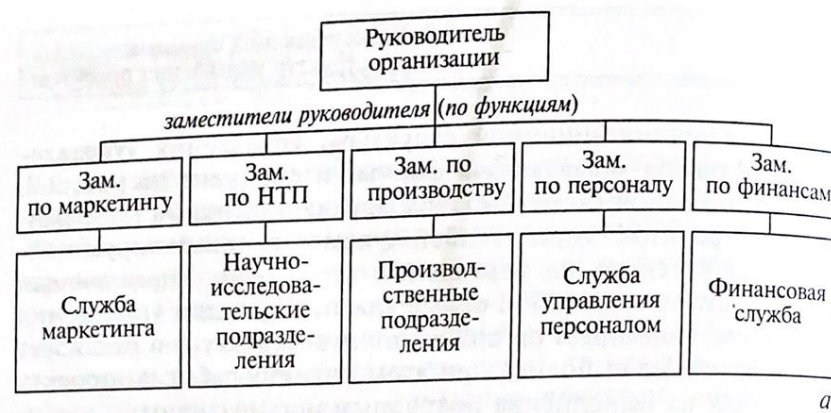 Руководитель
организации
заместители руководителя (по функциям)
Зам.
по маркетингу
Зам.
по НТП
Зам. по
производству
Зам.
по персоналу
Зам.
по финансам
Служба
маркетинга
Научно-
исследова-
тельские
подразде-
ления
Производ-
ственные
подразде-
ления
Служба
управления
персоналом
Финансовая
служба
а